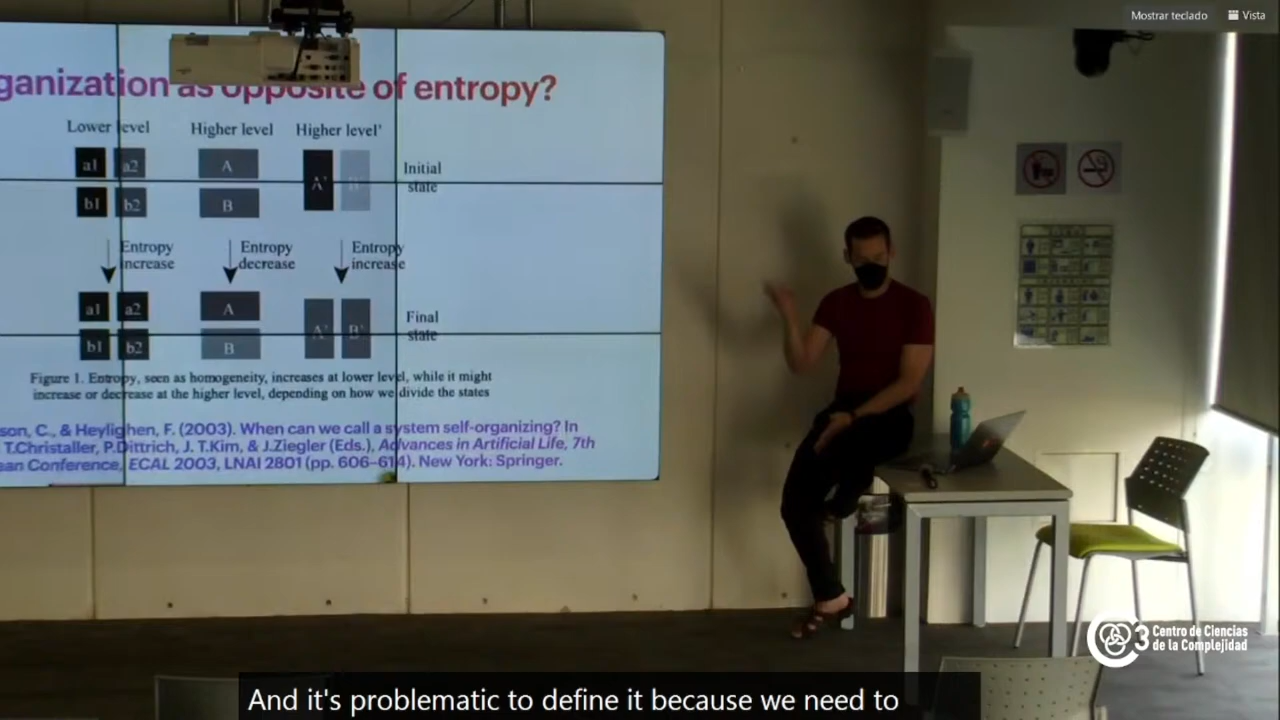 Mostrar teclado
Vista
ganization as opposite of entropy?
Lower level Higher level Higher level'
a1 a2 A A' B'
Initial
state
b1 b2 B
Entropy
increase
Entropy
decrease
Entropy
increase
a1 a2 A A' B'
Final
state
b1 b2 B
Figure 1. Entropy, seen as homogeneity, increases at lower level, while it might
increase or decrease at the higher level, depending on how we divide the states
son, C., & Heylighen, F. (2003). When can we call a system self-organizing? In
T.Christaller, P.Dittrich, J. T.Kim, & J.Ziegler (Eds.), Advances in Artificial Life, 7th
ean Conference, ECAL 2003, LNAI 2801 (pp. 606–614). New York: Springer.
C3 Centro de Ciencias
de la Complejidad
And it's problematic to define it because we need to